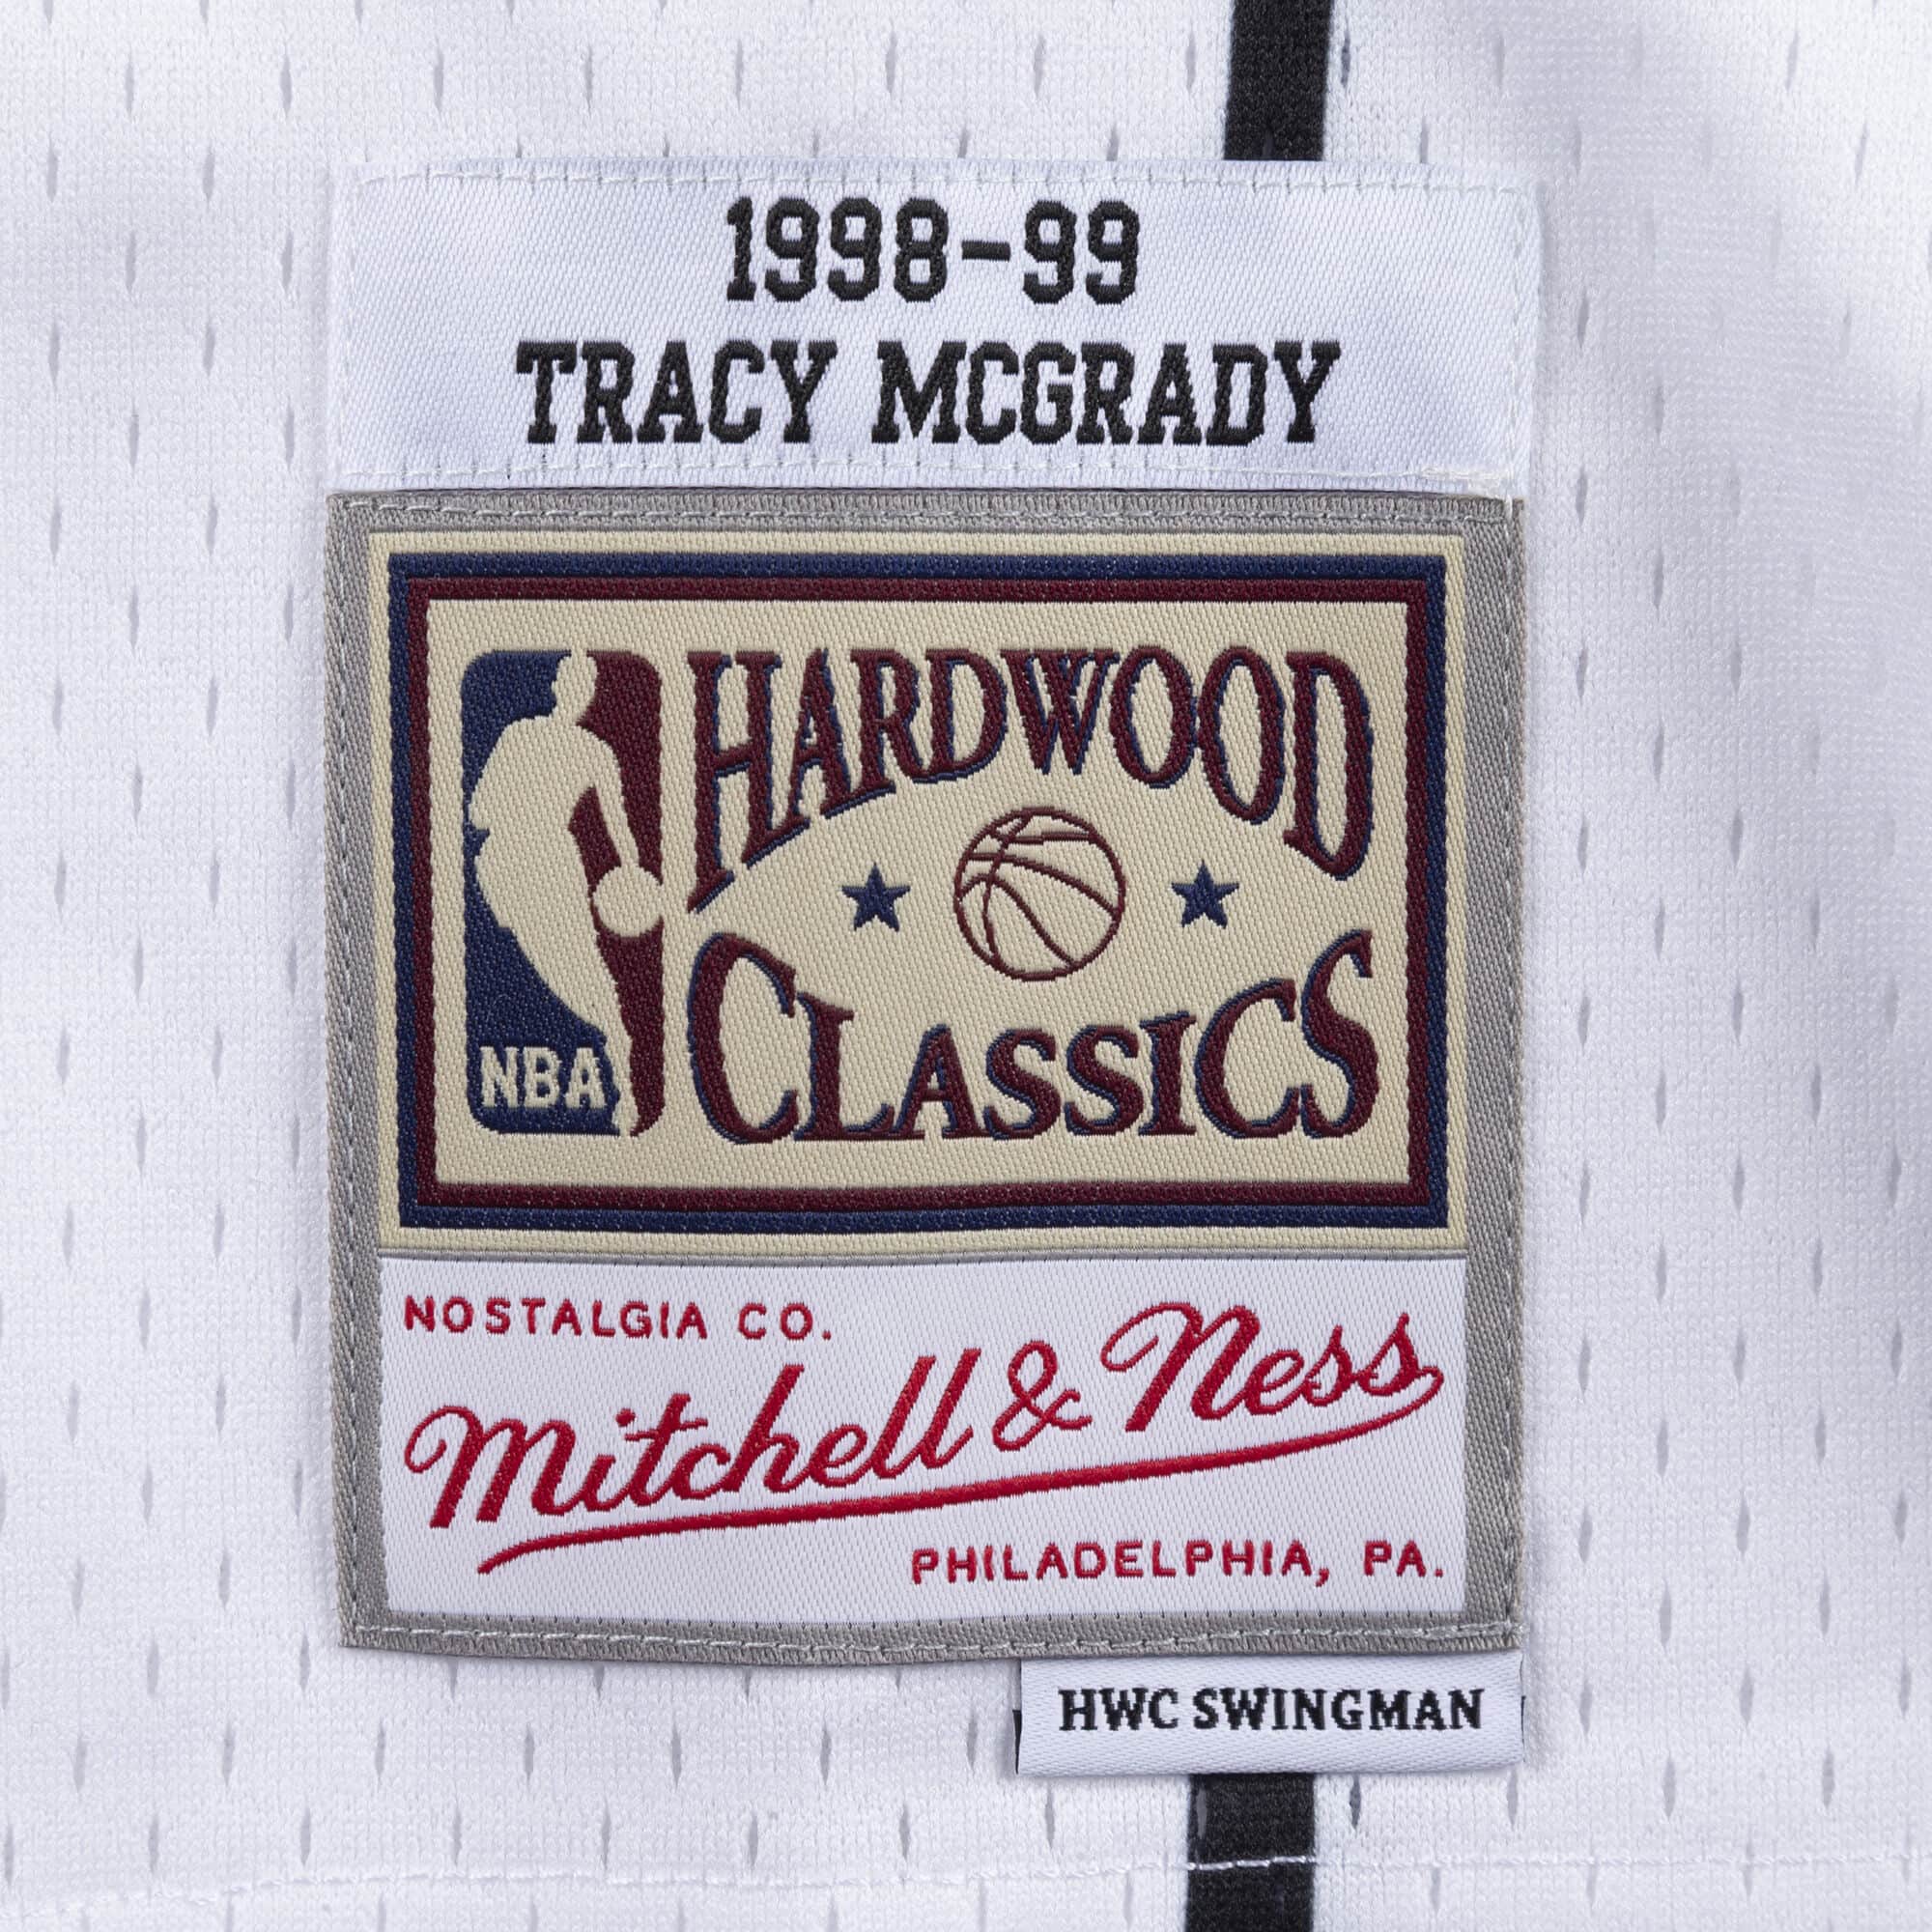 1998-99
TRACY MCGRADY
HARDWOOD
CLASSICS
NBA
NOSTALGIA CO.
Mitchell & Ness
PHILADELPHIA, PA.
HWC SWINGMAN